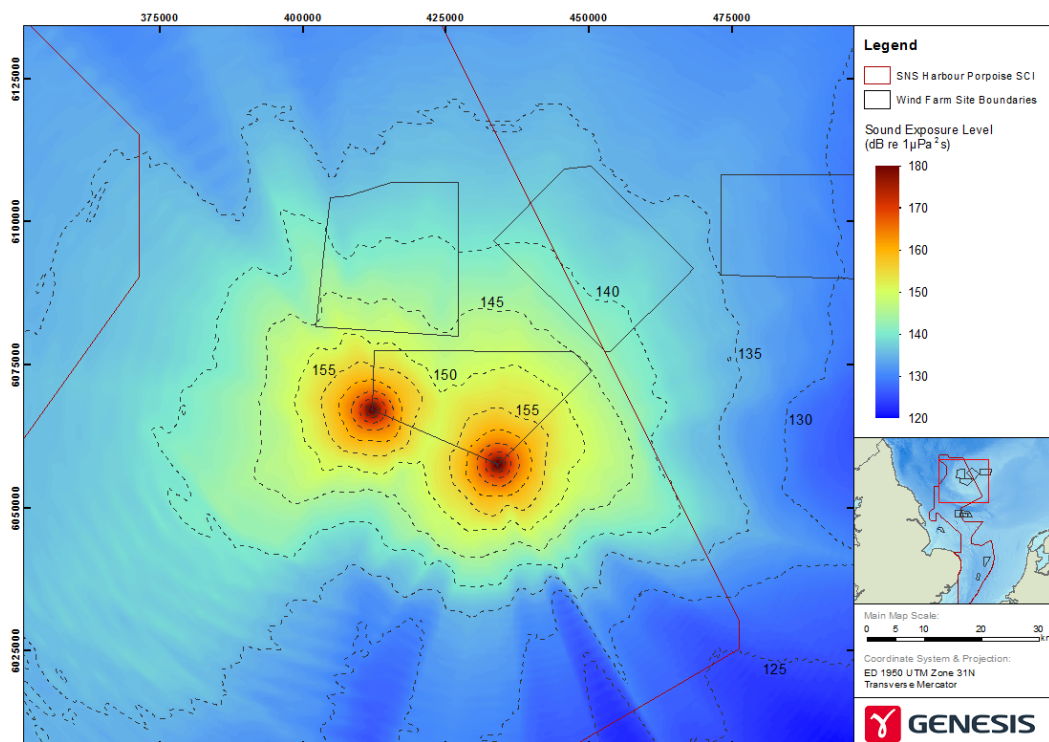 375000
400000
425000
450000
475000
6125000
6100000
6075000
6050000
6025000
145
140
135
155
150
155
130
125
Legend
SNS Harbour Porpoise SCI
Wind Farm Site Boundaries
Sound Exposure Level
(dB re 1µPa²s)
180
170
160
150
140
130
120
Main Map Scale:
0 5 10 20 30
km
Coordinate System & Projection:
ED 1950 UTM Zone 31N
Transverse Mercator
GENESIS